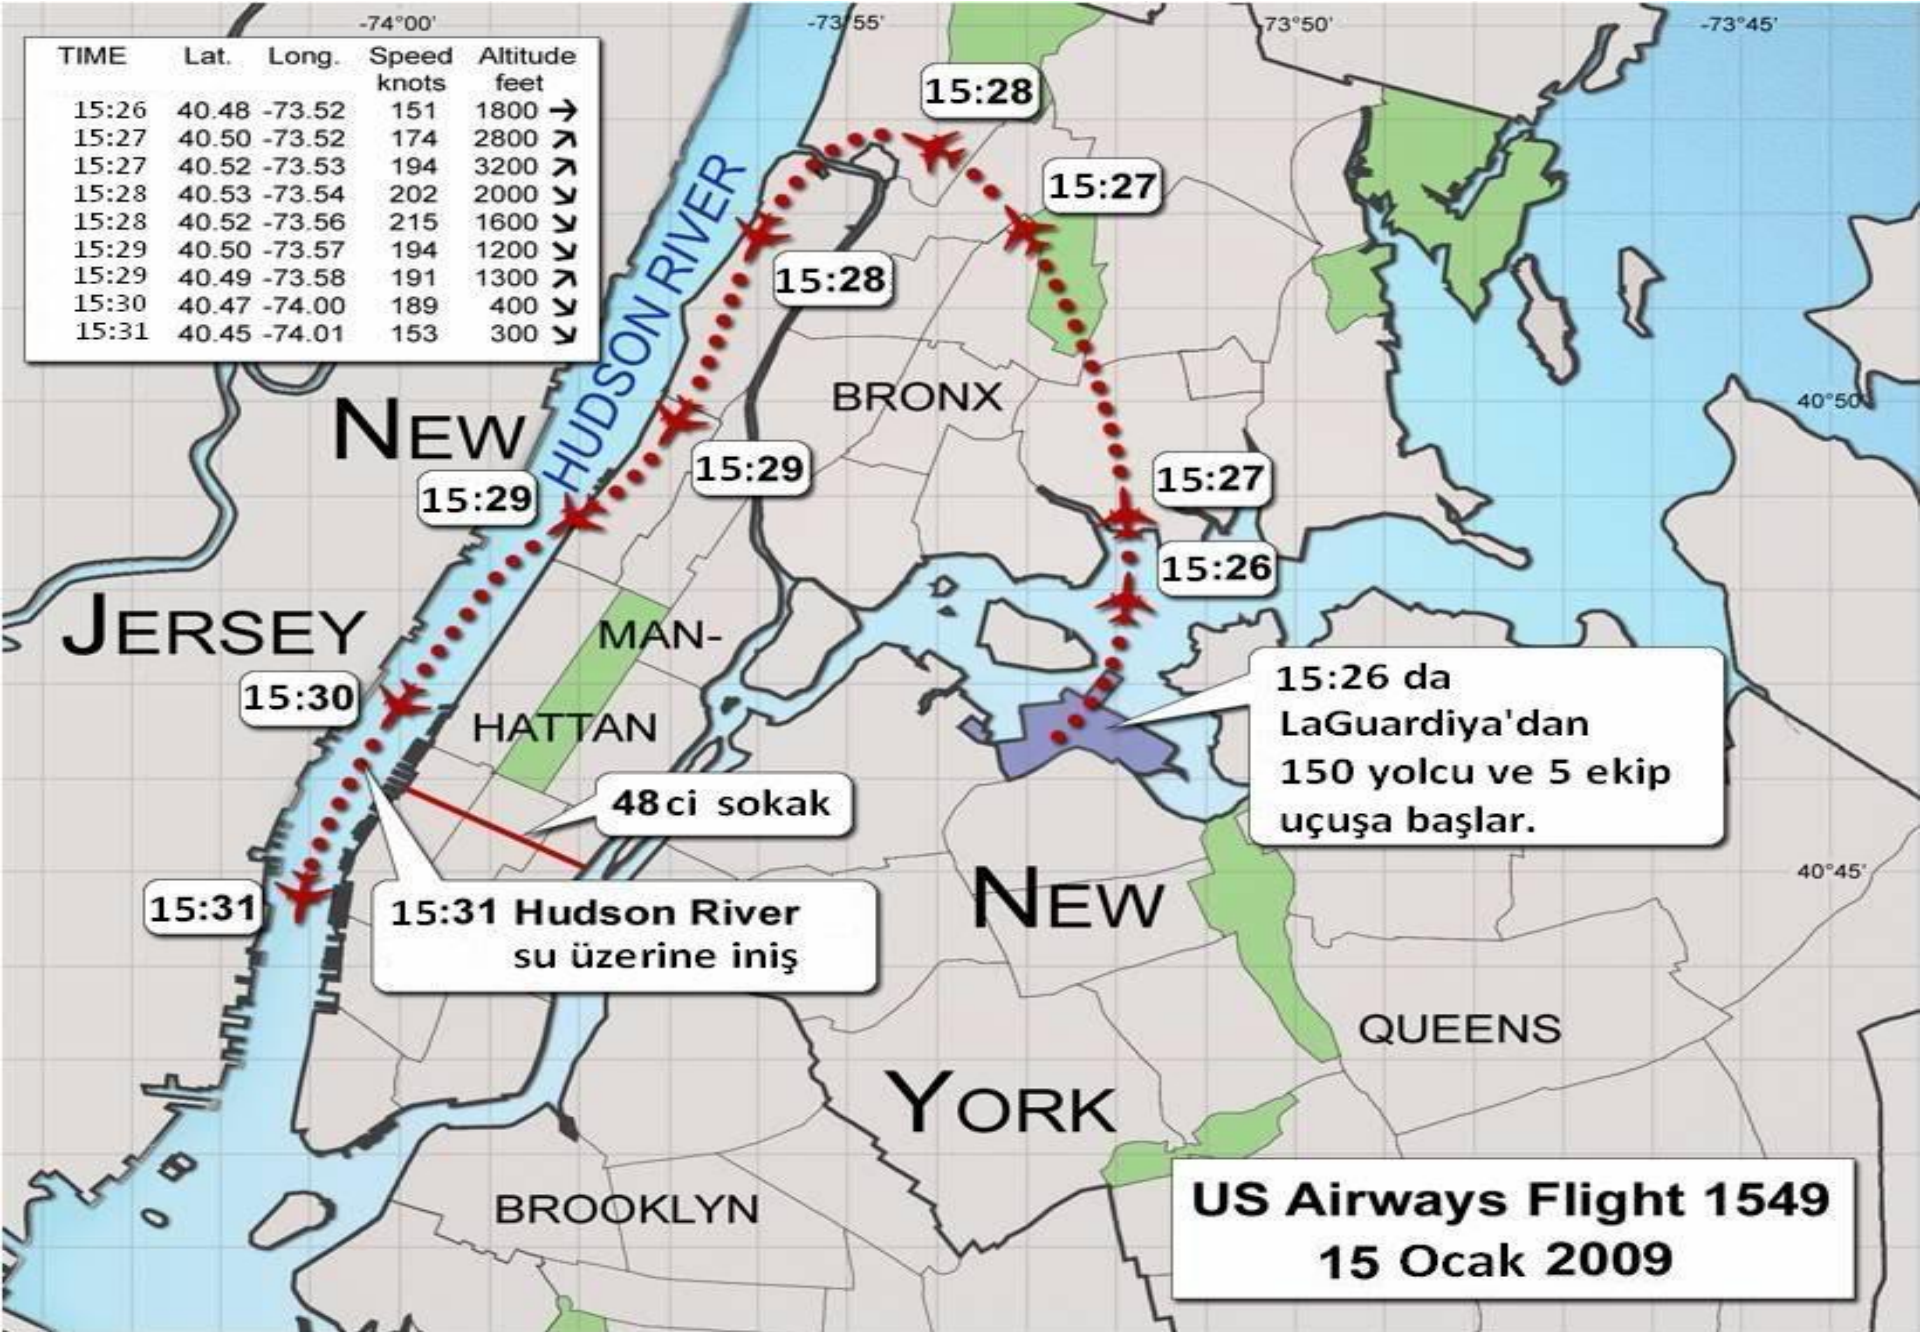 -74°00'
-73°55'
73°50'
-73°45'
TIME Lat. Long. Speed knots Altitude feet
15:26 40.48 -73.52 151 1800 →
15:27 40.50 -73.52 174 2800 ↗
15:27 40.52 -73.53 194 3200 ↗
15:28 40.53 -73.54 202 2000 ↘
15:28 40.52 -73.56 215 1600 ↘
15:29 40.50 -73.57 194 1200 ↘
15:29 40.49 -73.58 191 1300 ↗
15:30 40.47 -74.00 189 400 ↘
15:31 40.45 -74.01 153 300 ↘
15:28
15:27
HUDSON RIVER
15:28
BRONX
40°50'
NEW
15:29
15:27
15:29
15:26
JERSEY
MAN-
15:30
HATTAN
15:26 da
LaGuardiya'dan
150 yolcu ve 5 ekip
uçuşa başlar.
48ci sokak
40°45'
15:31
15:31 Hudson River
su üzerine iniş
NEW
QUEENS
YORK
BROOKLYN
US Airways Flight 1549
15 Ocak 2009